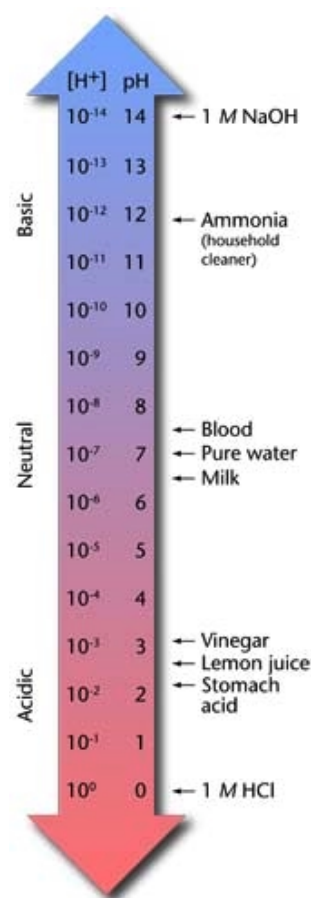 [H⁺] pH
10⁻¹⁴ 14 ← 1 M NaOH
10⁻¹³ 13
Basic
10⁻¹² 12 ← Ammonia
(household
cleaner)
10⁻¹¹ 11
10⁻¹⁰ 10
10⁻⁹ 9
10⁻⁸ 8
← Blood
Neutral
10⁻⁷ 7 ← Pure water
← Milk
10⁻⁶ 6
10⁻⁵ 5
10⁻⁴ 4
10⁻³ 3 ← Vinegar
← Lemon juice
Acidic
10⁻² 2 ← Stomach
acid
10⁻¹ 1
10⁰ 0 ← 1 M HCl